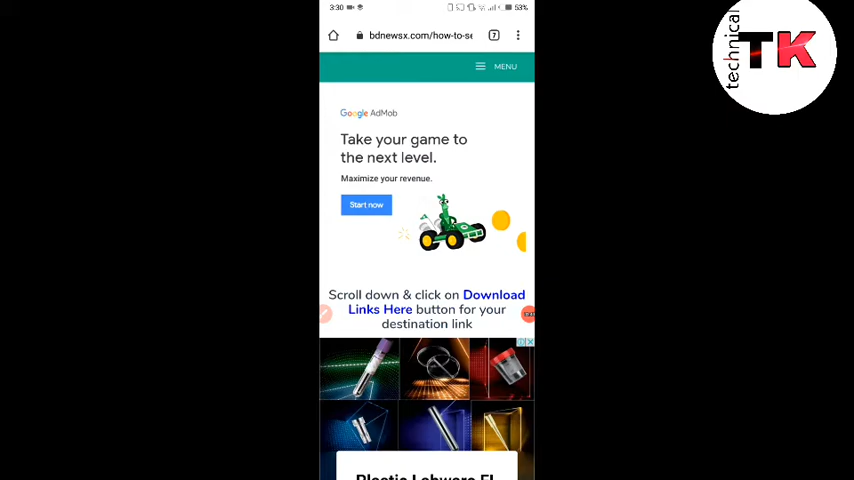 3:30
53%
bdnewsx.com/how-to-se
7
MENU
Google AdMob
Take your game to
the next level.
Maximize your revenue.
Start now
Scroll down & click on Download
Links Here button for your
destination link
technical
TK